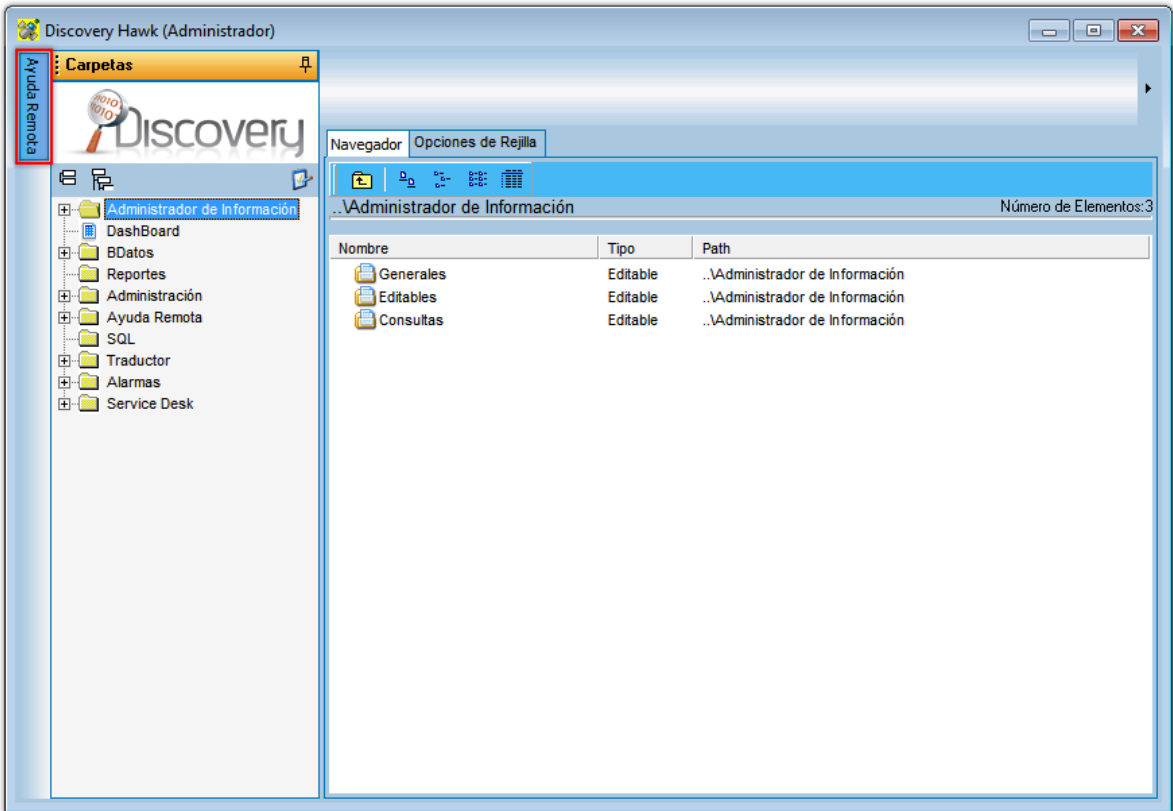 Discovery Hawk (Administrador)
Ayuda Remota
Carpetas
1010
01010
Discovery
Navegador
Opciones de Rejilla
..\Administrador de Información
Número de Elementos:3
Administrador de Información
DashBoard
BDatos
Reportes
Administración
Ayuda Remota
SQL
Traductor
Alarmas
Service Desk
Nombre Tipo Path
Generales Editable ..\Administrador de Información
Editables Editable ..\Administrador de Información
Consultas Editable ..\Administrador de Información